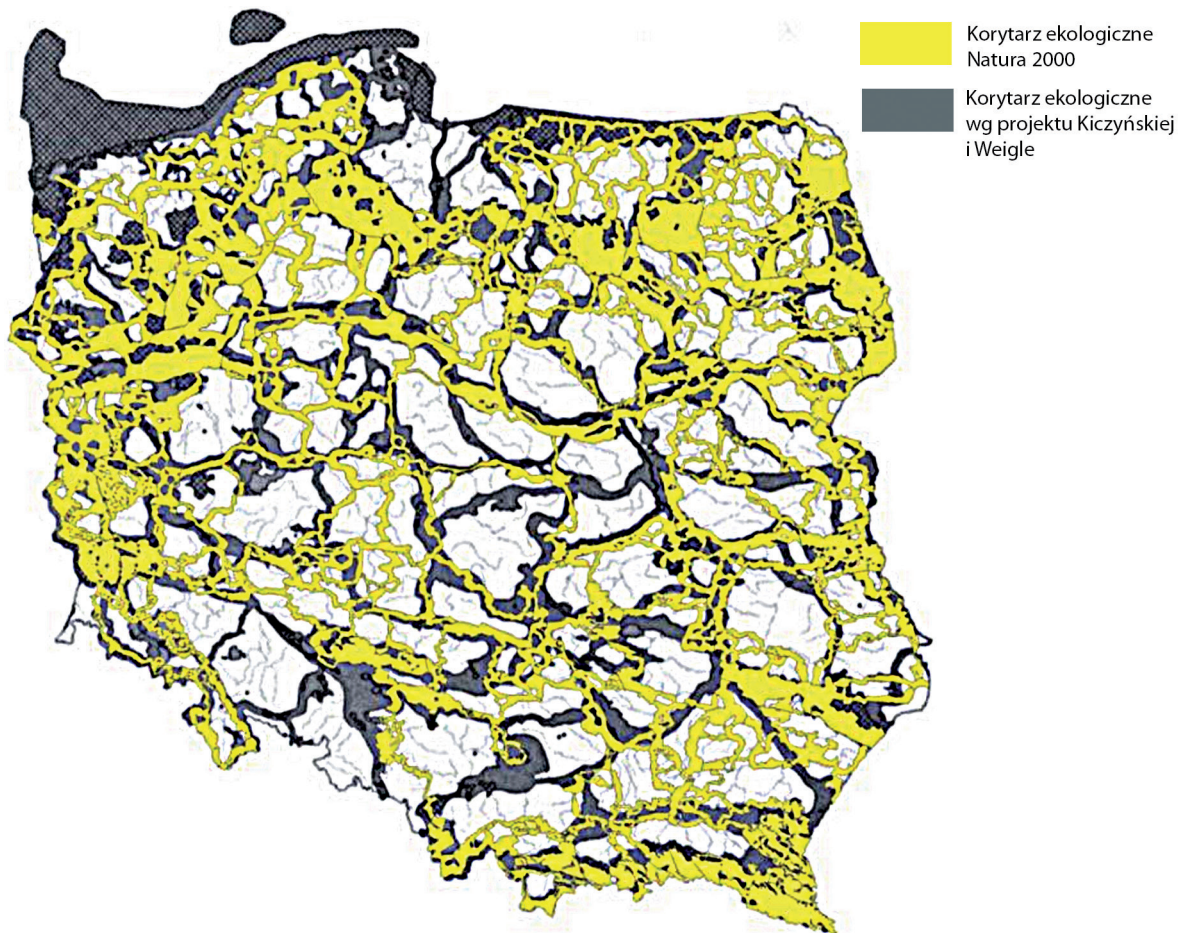 Korytarz ekologiczne
Natura 2000
Korytarz ekologiczne
wg projektu Kiczyńskiej
i Weigle